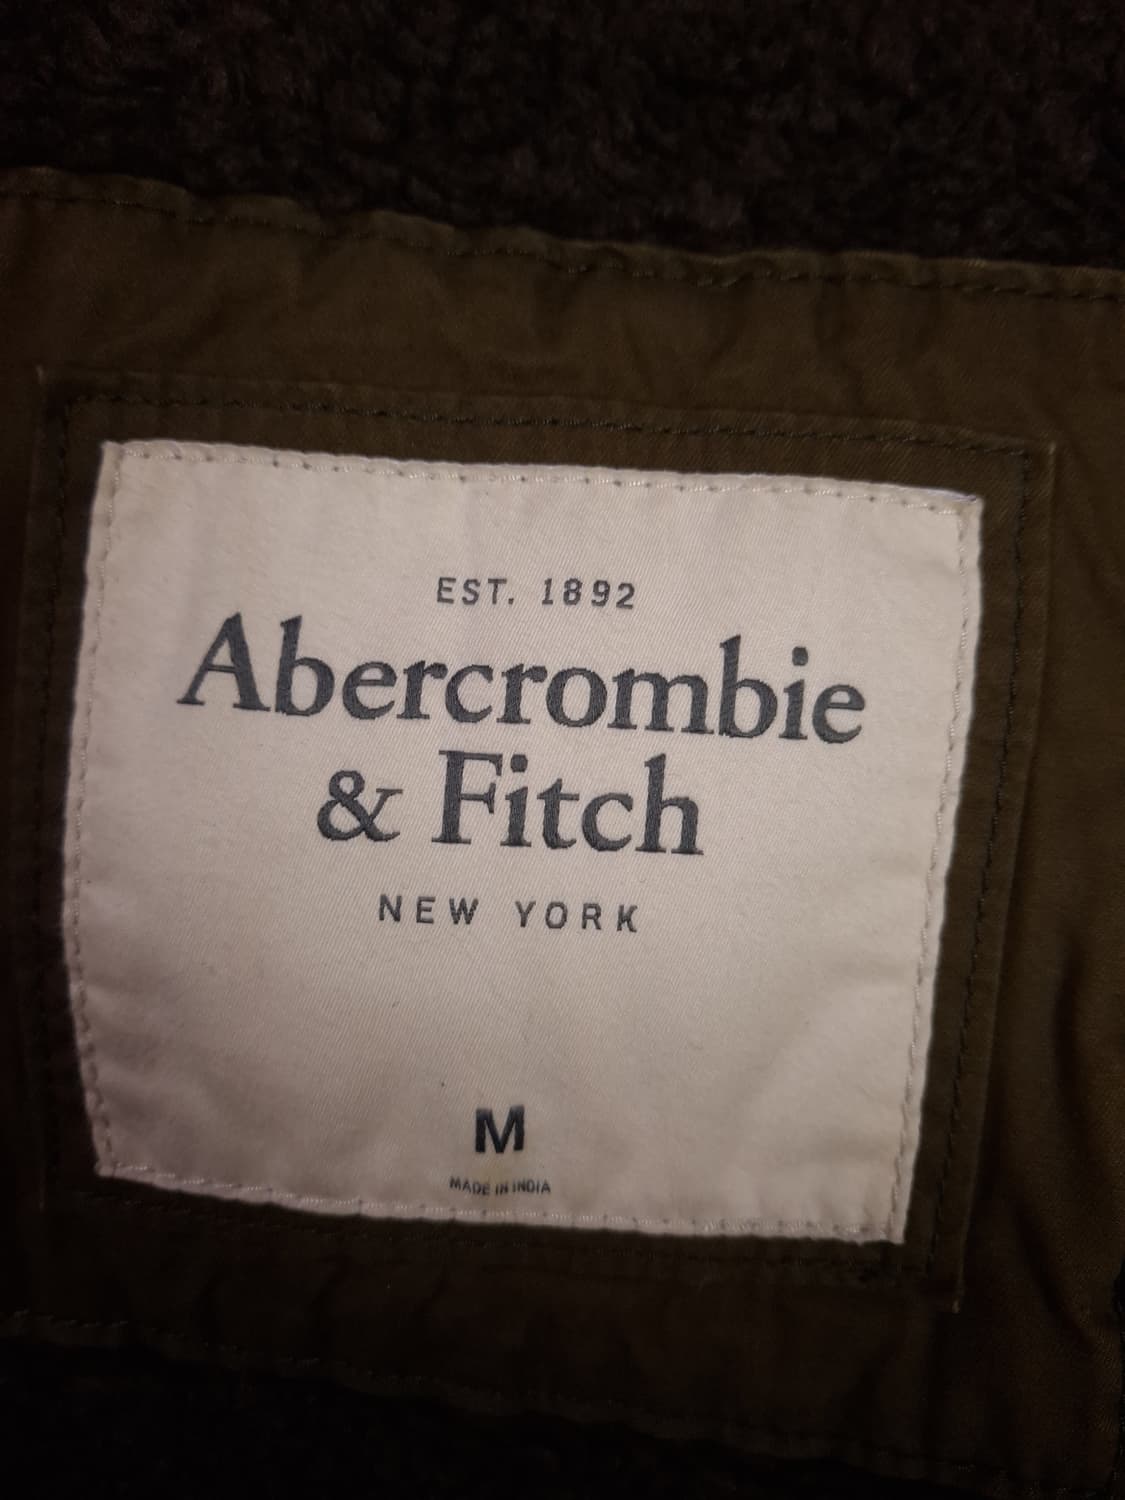 EST. 1892
Abercrombie
& Fitch
NEW YORK
M
MADE IN INDIA